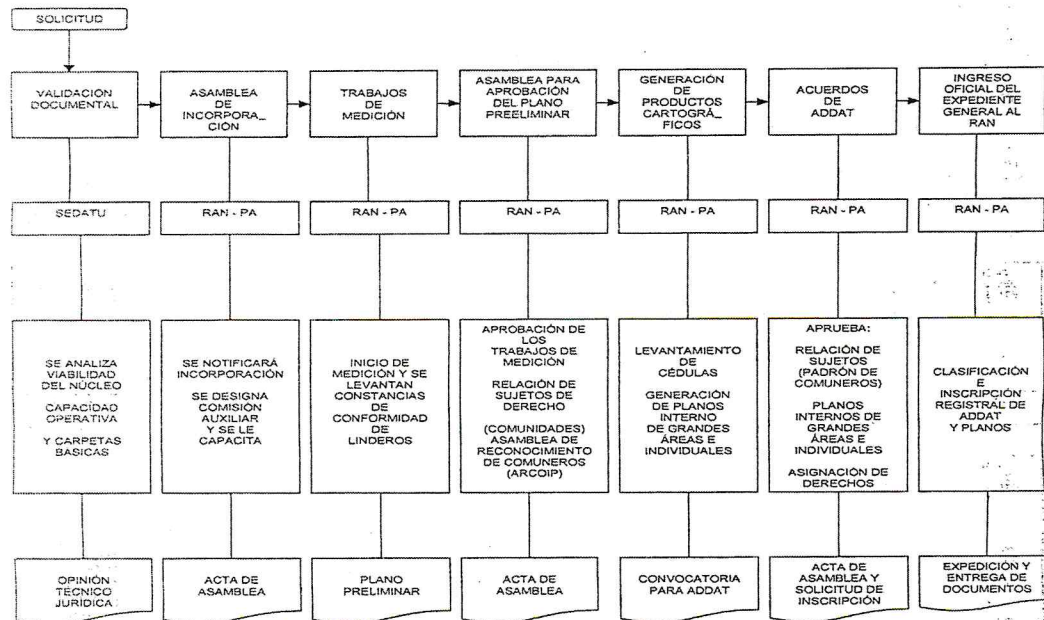 SOLICITUD
VALIDACION
DOCUMENTAL
ASAMBLEA
DE
INCORPORA_
CIÓN
TRABAJOS
DE
MEDICIÓN
ASAMBLEA PARA
APROBACIÓN
DEL PLANO
PREELIMINAR
GENERACIÓN
DE
PRODUCTOS
CARTOGRÁ_
FICOS
ACUERDOS
DE
ADDAT
INGRESO
OFICIAL DEL
EXPEDIENTE
GENERAL AL
RAN
SEDATU
RAN - PA
RAN - PA
RAN - PA
RAN - PA
RAN - PA
RAN - PA
SE ANALIZA
VIABILIDAD
DEL NÚCLEO
CAPACIDAD
OPERATIVA
Y CARPETAS
BASICAS
SE NOTIFICARÁ
INCORPORACIÓN
SE DESIGNA
COMISIÓN
AUXILIAR
Y SE LE
CAPACITA
INICIO DE
MEDICIÓN Y SE
LEVANTAN
CONSTANCIAS
DE
CONFORMIDAD
DE
LINDEROS
APROBACIÓN DE
LOS
TRABAJOS DE
MEDICIÓN
RELACIÓN DE
SUJETOS DE
DERECHO
(COMUNIDADES)
ASAMBLEA DE
RECONOCIMIENTO
DE COMUNEROS
(ARCOIP)
LEVANTAMIENTO
DE
CÉDULAS
GENERACIÓN
DE PLANOS
INTERNO
DE GRANDES
ÁREAS E
INDIVIDUALES
APRUEBA:
RELACIÓN DE
SUJETOS
(PADRÓN DE
COMUNEROS)
PLANOS
INTERNOS DE
GRANDES
ÁREAS E
INDIVIDUALES
ASIGNACIÓN DE
DERECHOS
CLASIFICACIÓN
E
INSCRIPCIÓN
REGISTRAL DE
ADDAT
Y PLANOS
OPINIÓN
TÉCNICO
JURÍDICA
ACTA DE
ASAMBLEA
PLANO
PRELIMINAR
ACTA DE
ASAMBLEA
CONVOCATORIA
PARA ADDAT
ACTA DE
ASAMBLEA Y
SOLICITUD DE
INSCRIPCIÓN
EXPEDICIÓN Y
ENTREGA DE
DOCUMENTOS